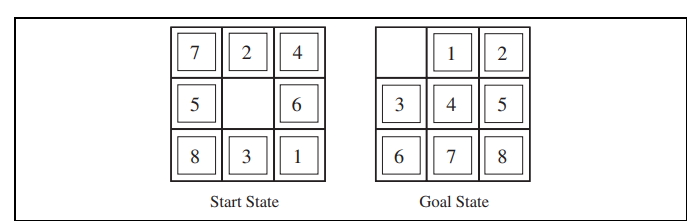 7 2 4 1 2
5 6 3 4 5
8 3 1 6 7 8
Start State Goal State